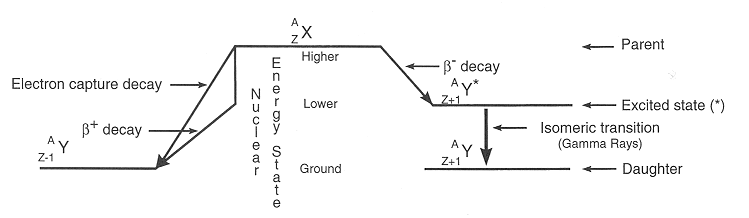 A
Z X
Higher
Parent
Electron capture decay
β⁺ decay
A
Z-1 Y
Nuclear
Energy State
Lower
Ground
β⁻ decay
A Y*
Z+1
Excited state (*)
Isomeric transition
(Gamma Rays)
A Y
Z+1
Daughter